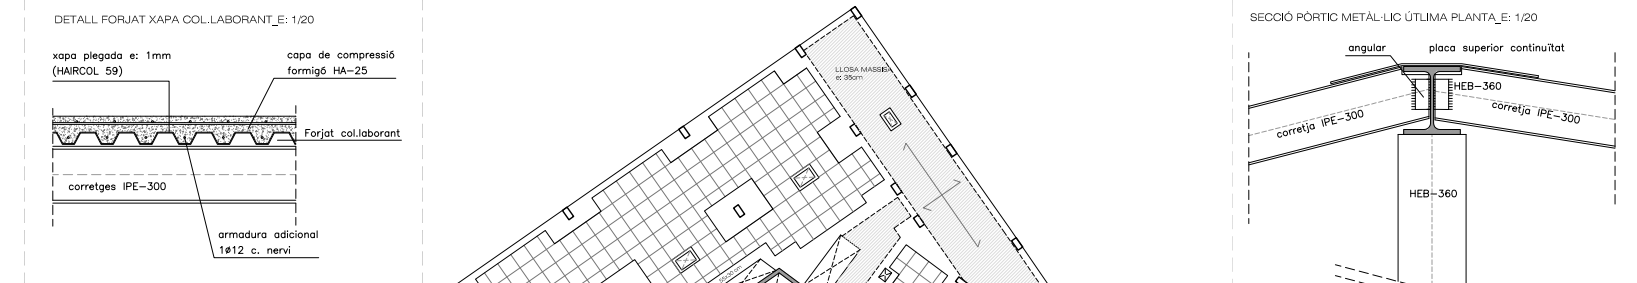 DETALL FORJAT XAPA COL.LABORANT_E: 1/20
xapa plegada e: 1mm
(HAIRCOL 59)
capa de compressió
formigó HA-25
Forjat col.laborant
corretges IPE-300
armadura adicional
1ø12 c. nervi
LLOSA MASSISA
e: 35cm
SECCIÓ PÒRTIC METÀL·LIC ÚTLIMA PLANTA_E: 1/20
angular
placa superior continuïtat
HEB-360
corretja IPE-300
corretja IPE-300
HEB-360